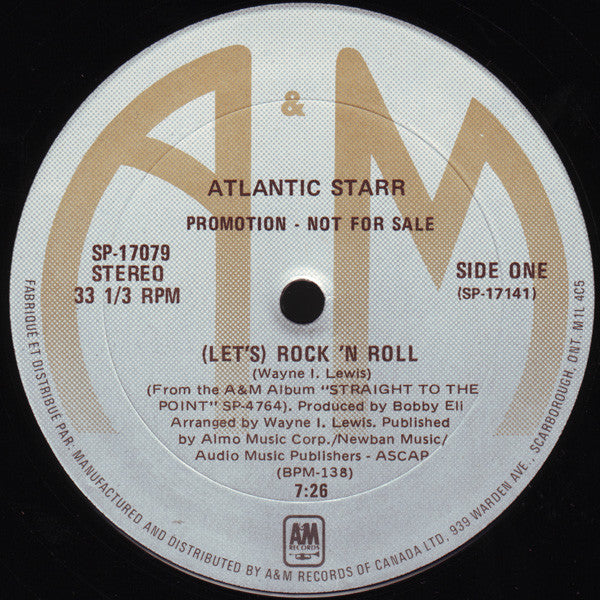 A & M
ATLANTIC STARR
PROMOTION - NOT FOR SALE
SP-17079
STEREO
33 1/3 RPM
SIDE ONE
(SP-17141)
(LET'S) ROCK 'N ROLL
(Wayne I. Lewis)
(From the A&M Album "STRAIGHT TO THE
POINT" SP-4764). Produced by Bobby Eli
Arranged by Wayne I. Lewis. Published
by Almo Music Corp./Newban Music/
Audio Music Publishers - ASCAP
(BPM-138)
7:26
A&M
RECORDS
FABRIQUÉ ET DISTRIBUÉ PAR. MANUFACTURED AND DISTRIBUTED BY A&M RECORDS OF CANADA LTD, 939 WARDEN AVE., SCARBOROUGH, ONT. M1L 4C5